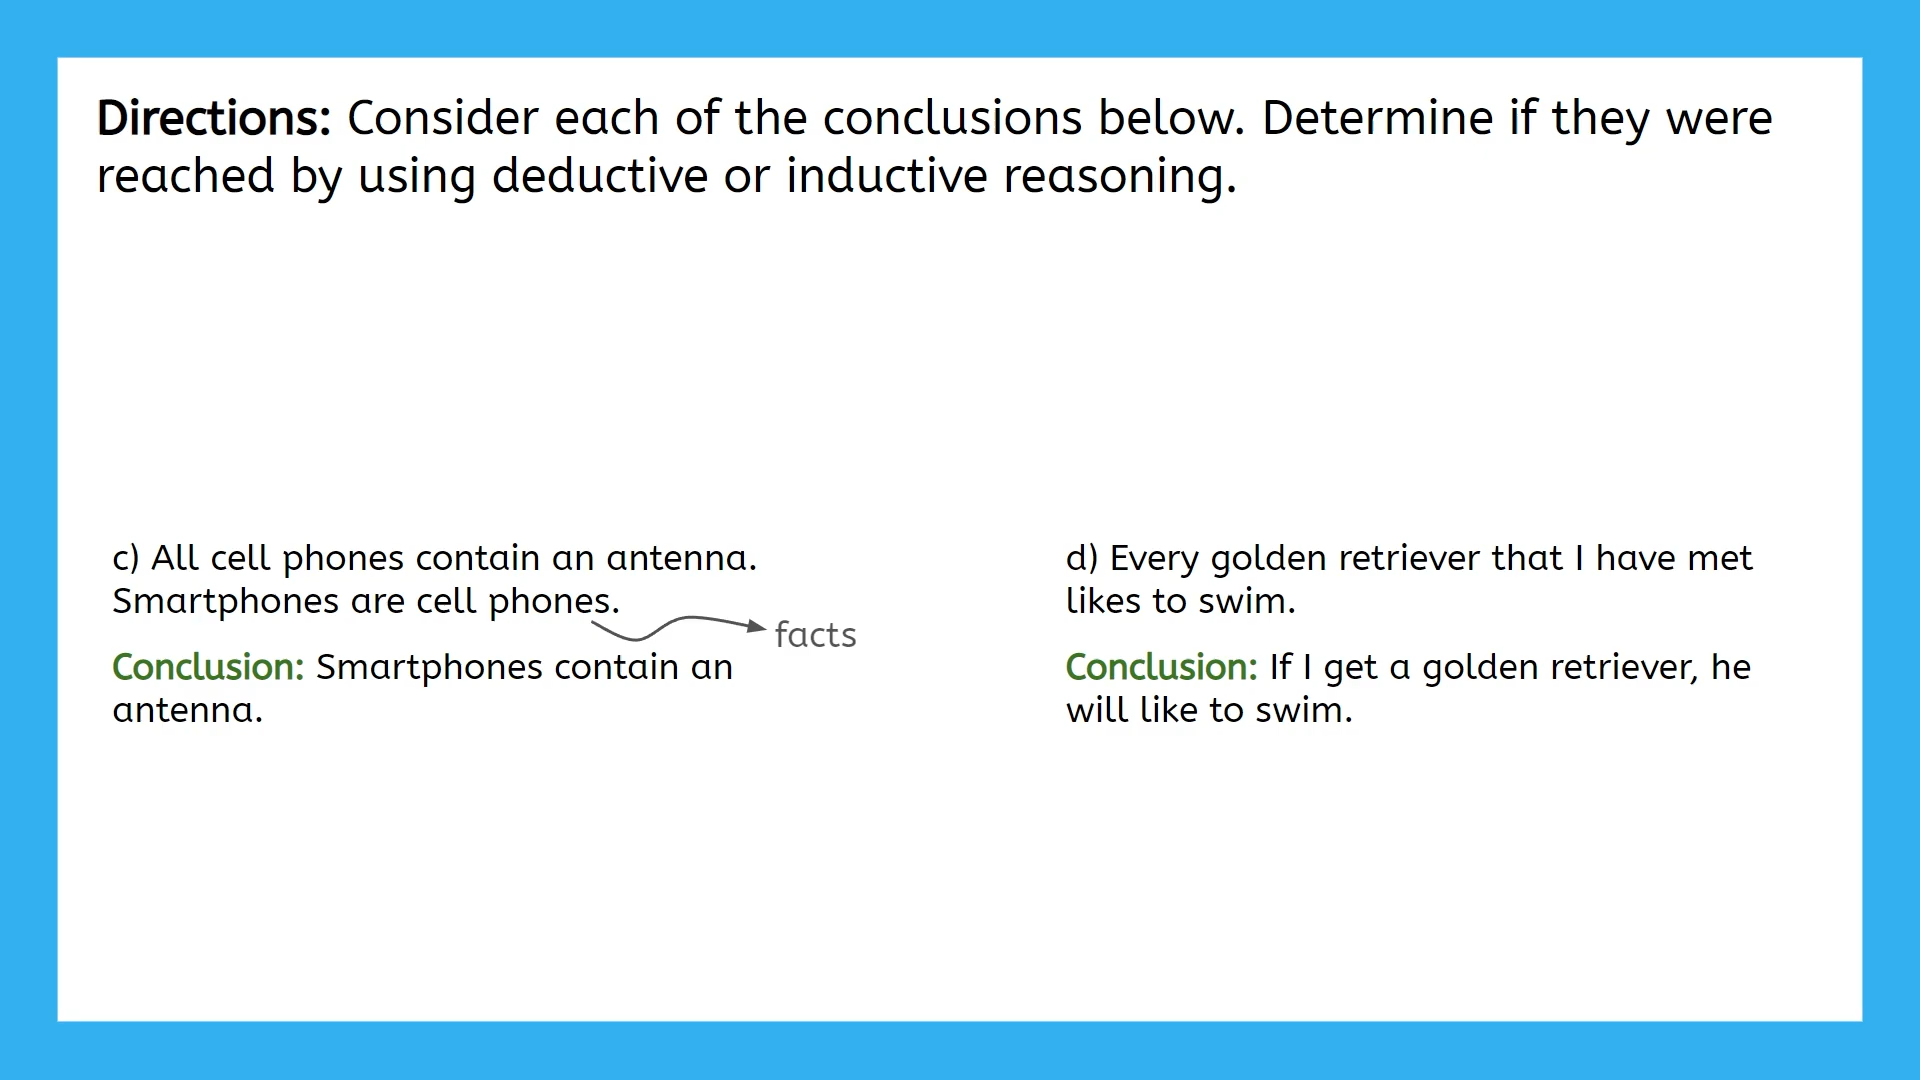 Directions: Consider each of the conclusions below. Determine if they were
reached by using deductive or inductive reasoning.
c) All cell phones contain an antenna.
Smartphones are cell phones.
facts
Conclusion: Smartphones contain an
antenna.
d) Every golden retriever that I have met
likes to swim.
Conclusion: If I get a golden retriever, he
will like to swim.